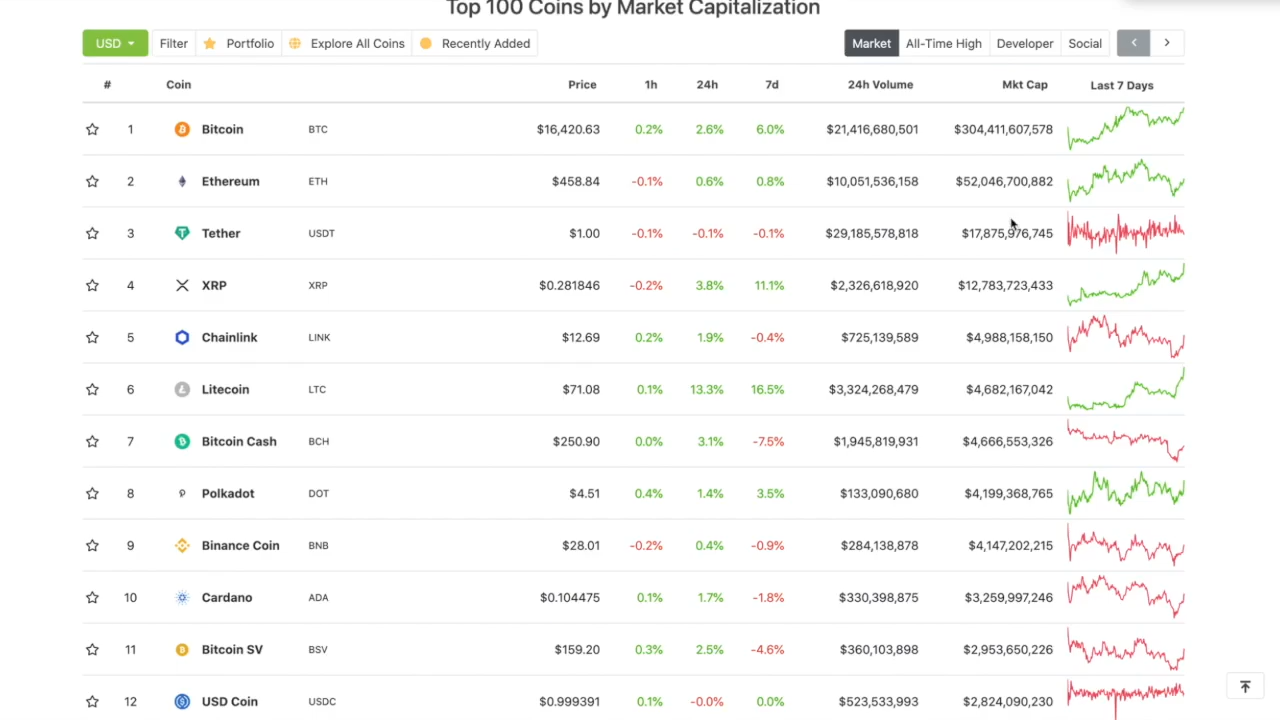 Top 100 Coins by Market Capitalization
USD Filter Portfolio Explore All Coins Recently Added Market All-Time High Developer Social
# Coin Price 1h 24h 7d 24h Volume Mkt Cap Last 7 Days
1 Bitcoin BTC $16,420.63 0.2% 2.6% 6.0% $21,416,680,501 $304,411,607,578
2 Ethereum ETH $458.84 -0.1% 0.6% 0.8% $10,051,536,158 $52,046,700,882
3 Tether USDT $1.00 -0.1% -0.1% -0.1% $29,185,578,818 $17,875,976,745
4 XRP XRP $0.281846 -0.2% 3.8% 11.1% $2,326,618,920 $12,783,723,433
5 Chainlink LINK $12.69 0.2% 1.9% -0.4% $725,139,589 $4,988,158,150
6 Litecoin LTC $71.08 0.1% 13.3% 16.5% $3,324,268,479 $4,682,167,042
7 Bitcoin Cash BCH $250.90 0.0% 3.1% -7.5% $1,945,819,931 $4,666,553,326
8 Polkadot DOT $4.51 0.4% 1.4% 3.5% $133,090,680 $4,199,368,765
9 Binance Coin BNB $28.01 -0.2% 0.4% -0.9% $284,138,878 $4,147,202,215
10 Cardano ADA $0.104475 0.1% 1.7% -1.8% $330,398,875 $3,259,997,246
11 Bitcoin SV BSV $159.20 0.3% 2.5% -4.6% $360,103,898 $2,953,650,226
12 USD Coin USDC $0.999391 0.1% -0.0% 0.0% $523,533,993 $2,824,090,230